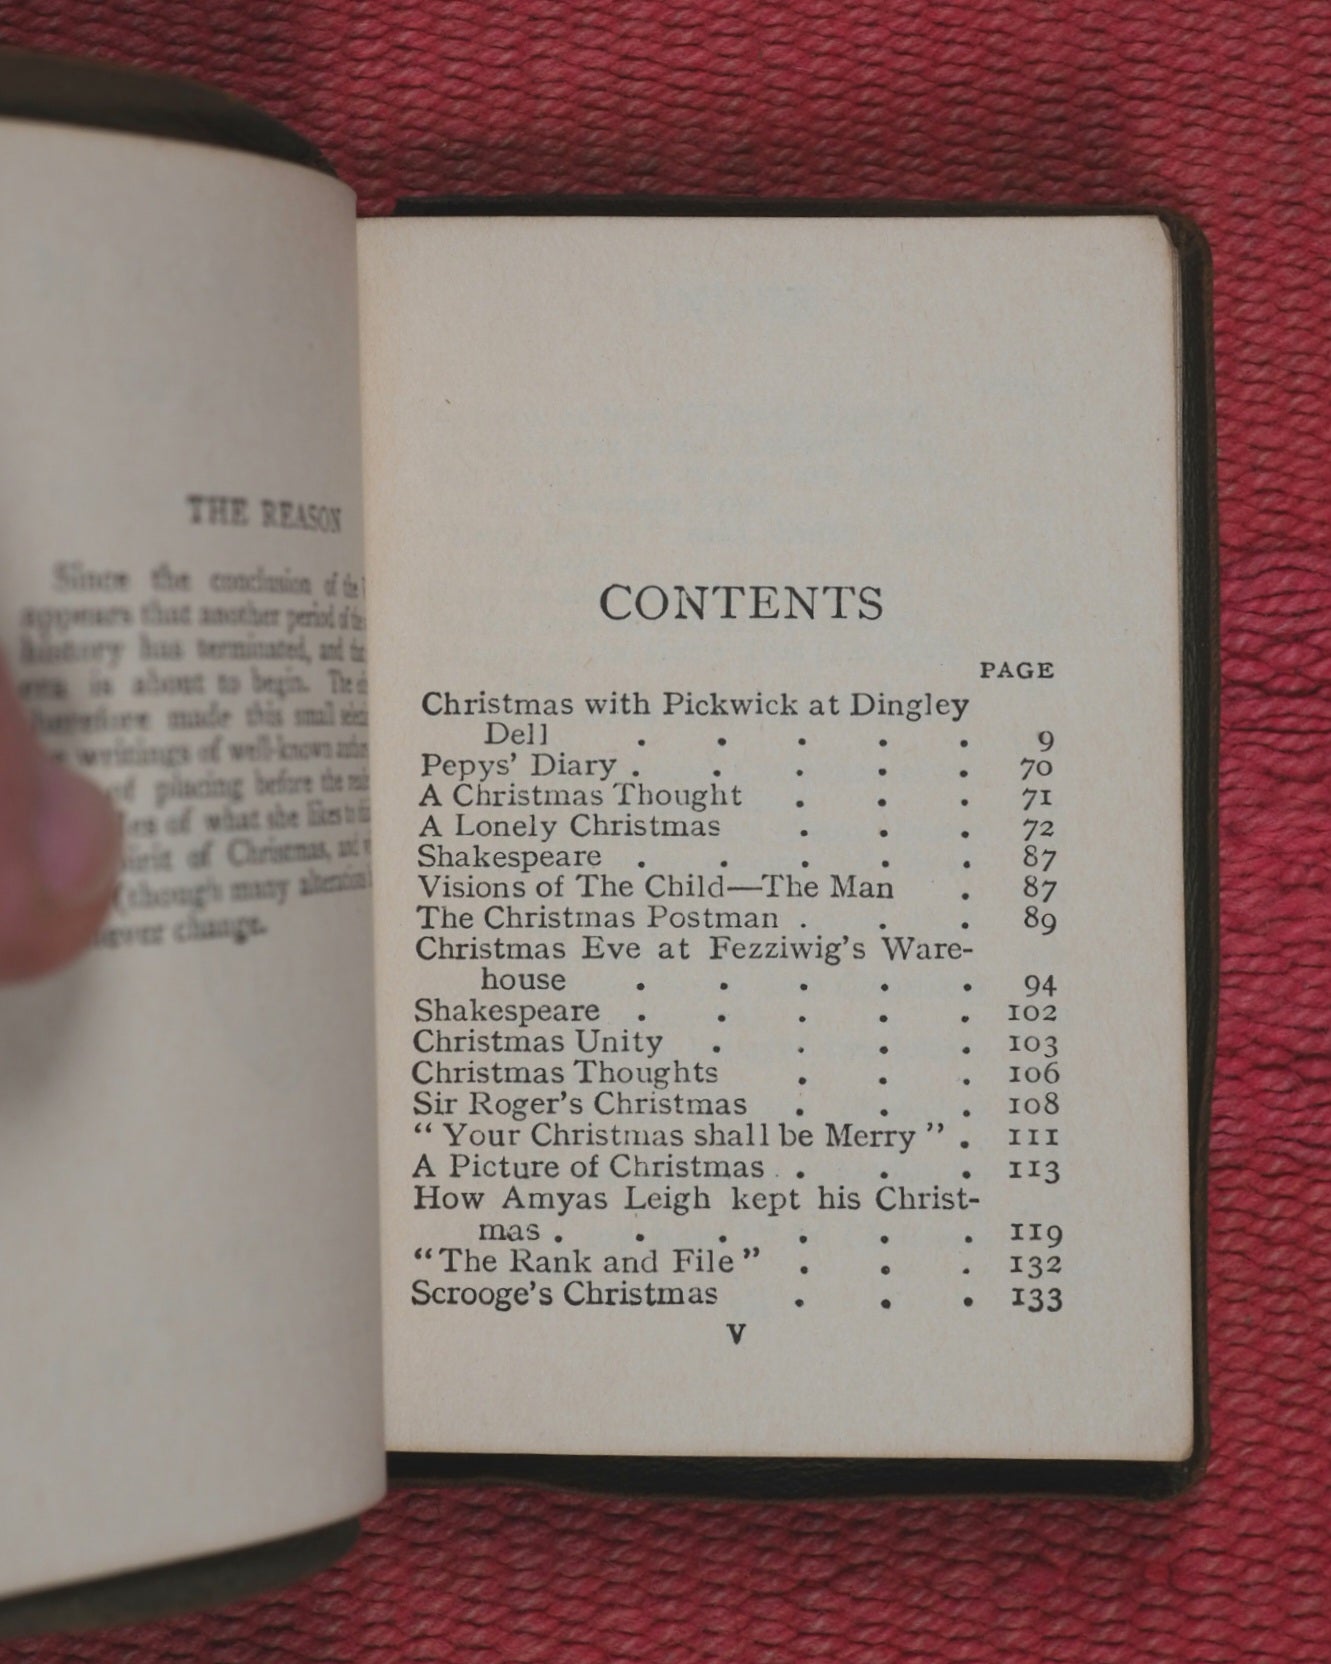 THE REASON
Since the conclusion of the
appears that another period of the
history has terminated, and the
era is about to begin. The
therefore made this small
writings of well-known
of placing before the
of what she likes to
of Christmas, and
(though many
never change.
CONTENTS
PAGE
Christmas with Pickwick at Dingley
Dell . . . . . 9
Pepys' Diary . . . . . 70
A Christmas Thought . . . 71
A Lonely Christmas . . . 72
Shakespeare . . . . . 87
Visions of The Child—The Man . 87
The Christmas Postman . . . 89
Christmas Eve at Fezziwig's Ware-
house . . . . . 94
Shakespeare . . . . . 102
Christmas Unity . . . . 103
Christmas Thoughts . . . 106
Sir Roger's Christmas . . . 108
“ Your Christmas shall be Merry ” . 111
A Picture of Christmas . . . 113
How Amyas Leigh kept his Christ-
mas . . . . . . 119
“The Rank and File” . . . 132
Scrooge's Christmas . . . 133
v